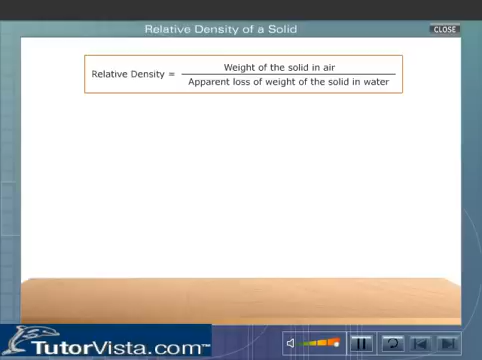 Relative Density of a Solid
CLOSE
Relative Density = Weight of the solid in air
Apparent loss of weight of the solid in water
TutorVista.com™